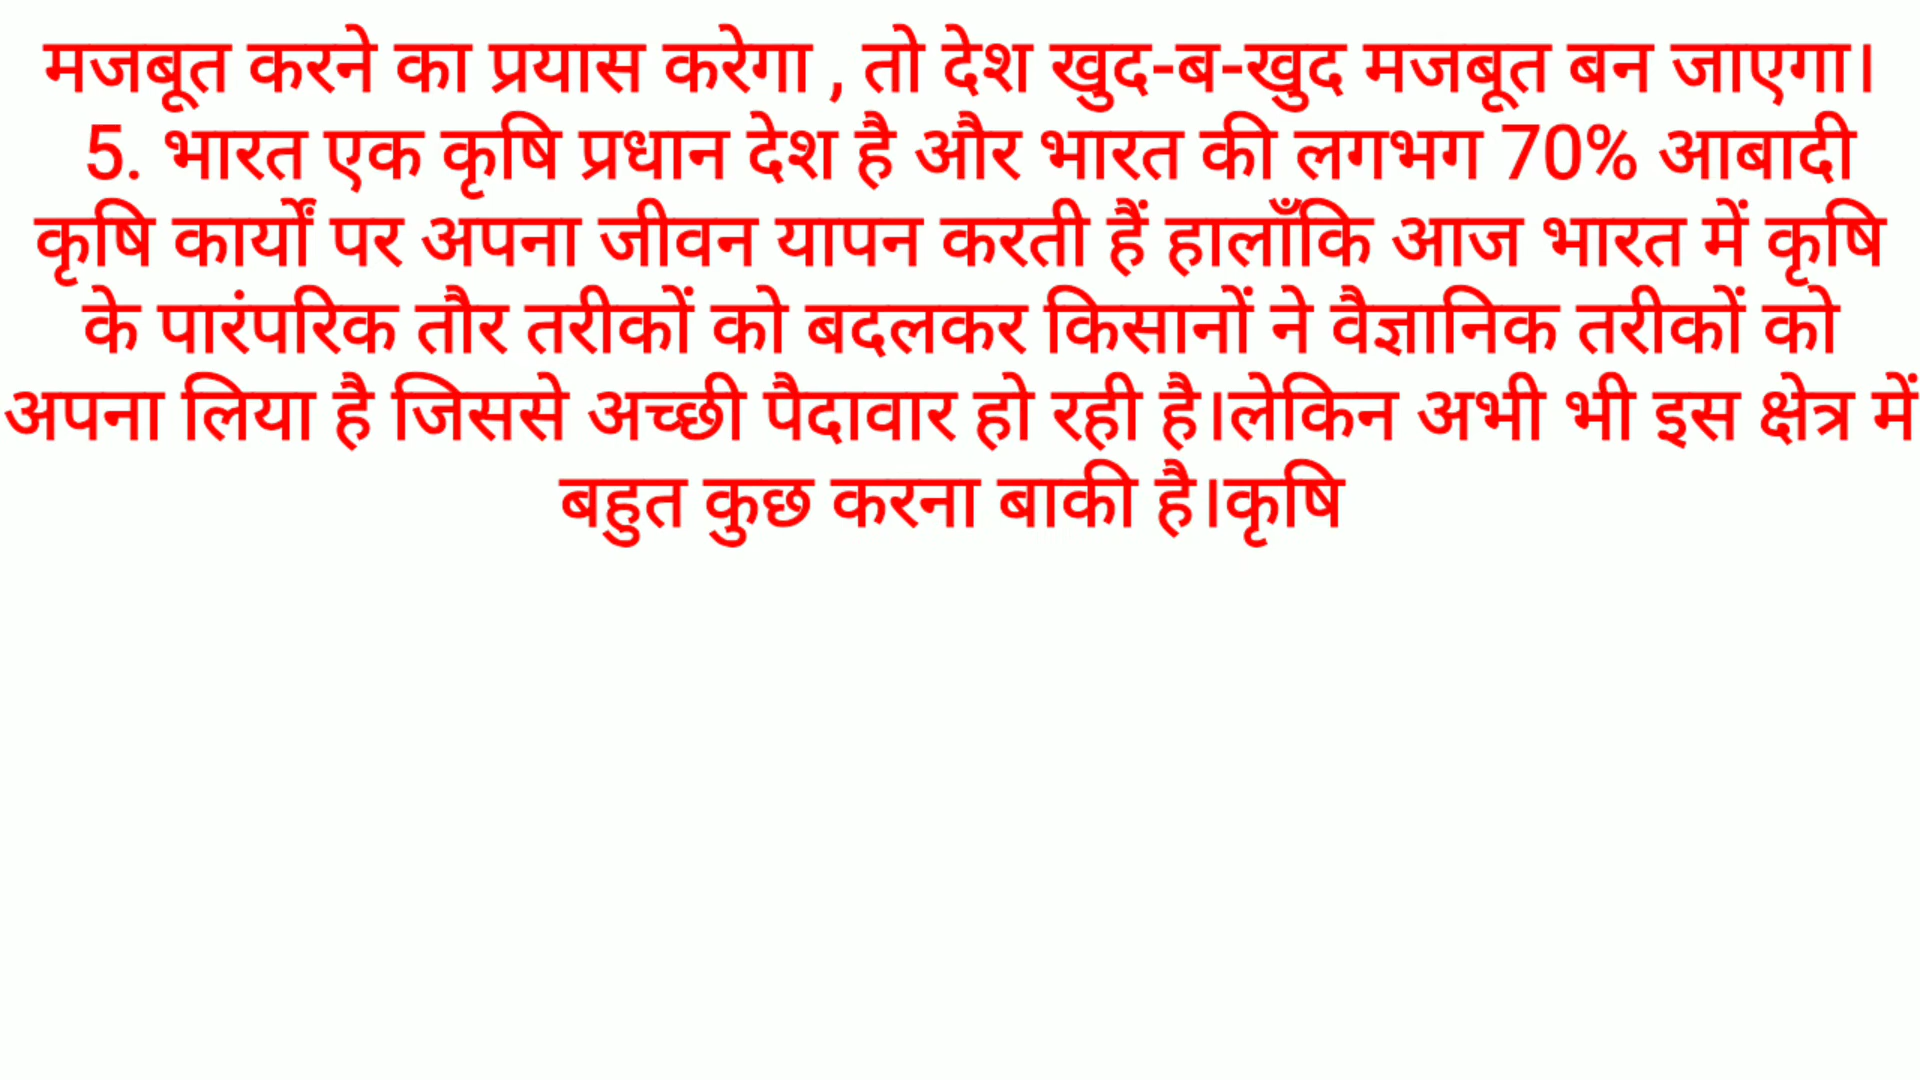 मजबूत करने का प्रयास करेगा , तो देश खुद-ब-खुद मजबूत बन जाएगा।
5. भारत एक कृषि प्रधान देश है और भारत की लगभग 70% आबादी
कृषि कार्यों पर अपना जीवन यापन करती हैं हालाँकि आज भारत में कृषि
के पारंपरिक तौर तरीकों को बदलकर किसानों ने वैज्ञानिक तरीकों को
अपना लिया है जिससे अच्छी पैदावार हो रही है।लेकिन अभी भी इस क्षेत्र में
बहुत कुछ करना बाकी है।कृषि